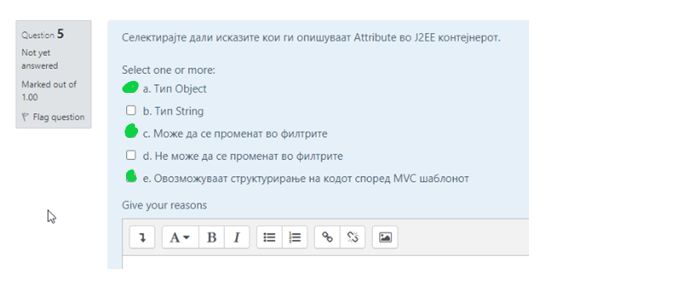 Question 5
Not yet
answered
Marked out of
1.00
Flag question
Селектирајте дали исказите кои ги опишуваат Attribute во J2EE контејнерот.
Select one or more:
a. Тип Object
b. Тип String
c. Може да се променат во филтрите
d. Не може да се променат во филтрите
e. Овозможуваат структурирање на кодот според MVC шаблонот
Give your reasons
A B I